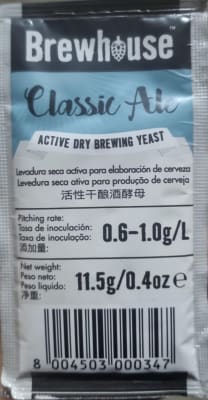 Brewhouse™
Classic Ale
ACTIVE DRY BREWING YEAST
Levadura seca activa para elaboración de cerveza
Levedura seca ativa para produção de cerveja
活性干酿酒酵母
Pitching rate:
Tasa de inoculación:
Taxa de inoculação:
添加量:
0.6-1.0g/L
Net weight:
Peso neto:
Peso líquido:
净重:
11.5g/0.4oz e
8 004503 000347